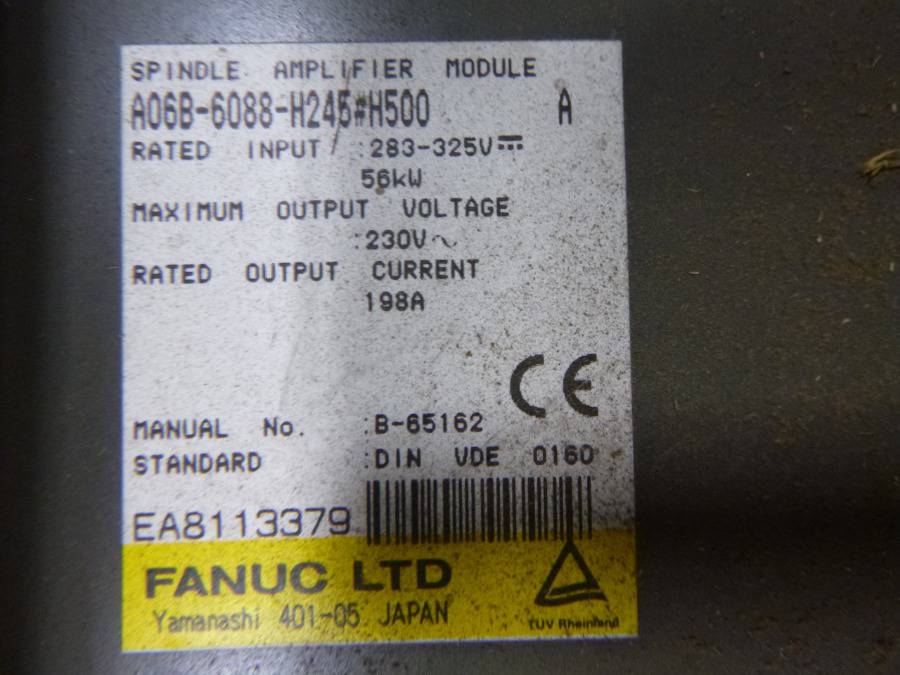 SPINDLE AMPLIFIER MODULE
A06B-6088-H245#H500 A
RATED INPUT :283-325V⎓
56kW
MAXIMUM OUTPUT VOLTAGE
:230V~
RATED OUTPUT CURRENT
198A
CE
MANUAL No. :B-65162
STANDARD :DIN VDE 0160
EA8113379
FANUC LTD
Yamanashi 401-05 JAPAN
TÜV Rheinland